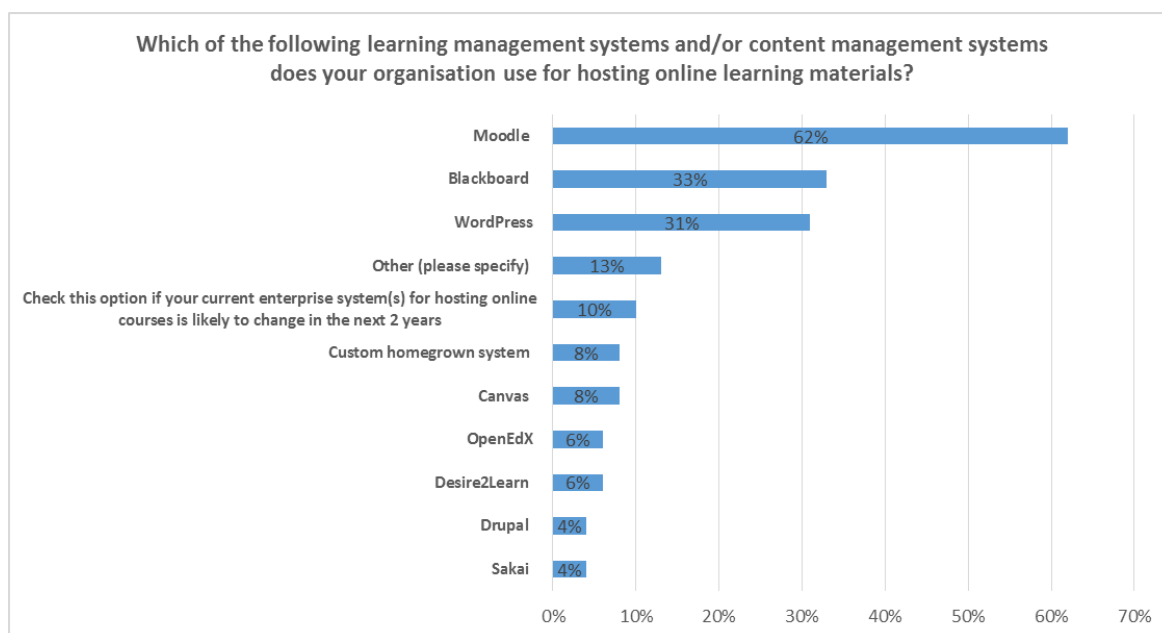 Which of the following learning management systems and/or content management systems
does your organisation use for hosting online learning materials?
Moodle
62%
Blackboard
33%
WordPress
31%
Other (please specify)
13%
Check this option if your current enterprise system(s) for hosting online
courses is likely to change in the next 2 years
10%
Custom homegrown system
8%
Canvas
8%
OpenEdX
6%
Desire2Learn
6%
Drupal
4%
Sakai
4%
0% 10% 20% 30% 40% 50% 60% 70%